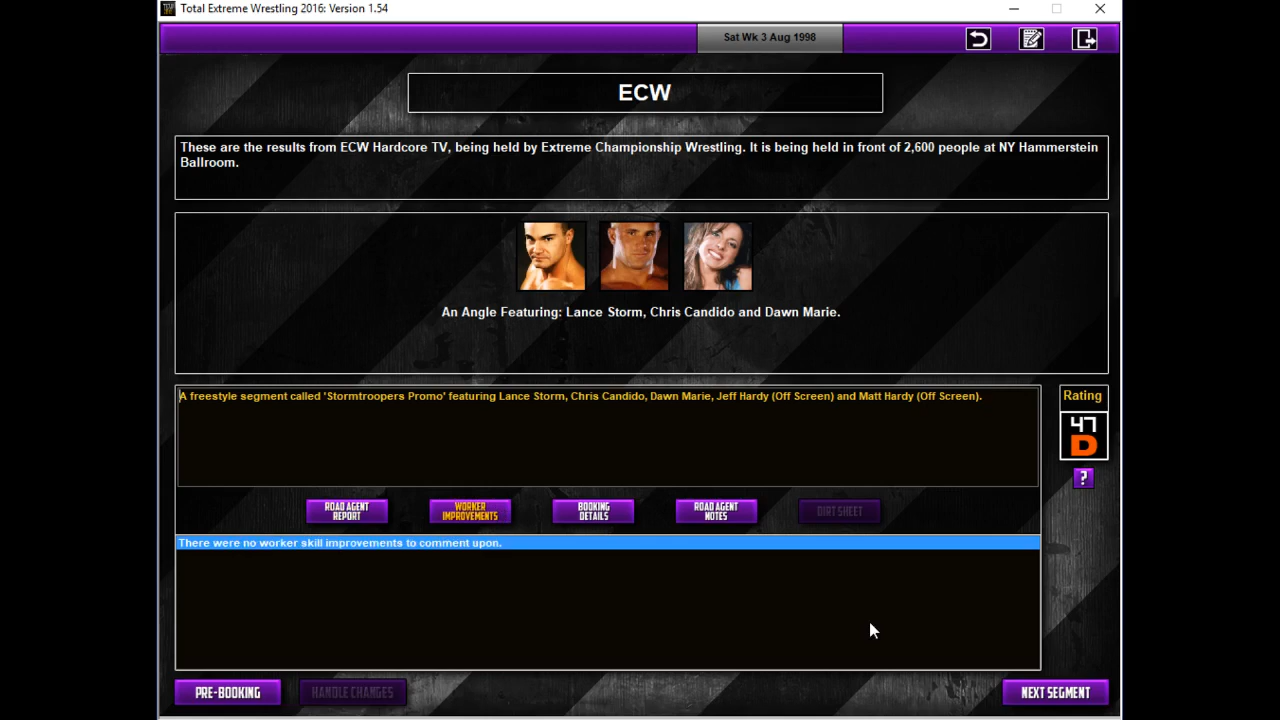 Total Extreme Wrestling 2016: Version 1.54
Sat Wk 3 Aug 1998
ECW
These are the results from ECW Hardcore TV, being held by Extreme Championship Wrestling. It is being held in front of 2,600 people at NY Hammerstein
Ballroom.
An Angle Featuring: Lance Storm, Chris Candido and Dawn Marie.
A freestyle segment called 'Stormtroopers Promo' featuring Lance Storm, Chris Candido, Dawn Marie, Jeff Hardy (Off Screen) and Matt Hardy (Off Screen).
Rating
47
D
?
ROAD AGENT
REPORT
WORKER
IMPROVEMENTS
BOOKING
DETAILS
ROAD AGENT
NOTES
DIRT SHEET
There were no worker skill improvements to comment upon.
PRE-BOOKING
HANDLE CHANGES
NEXT SEGMENT